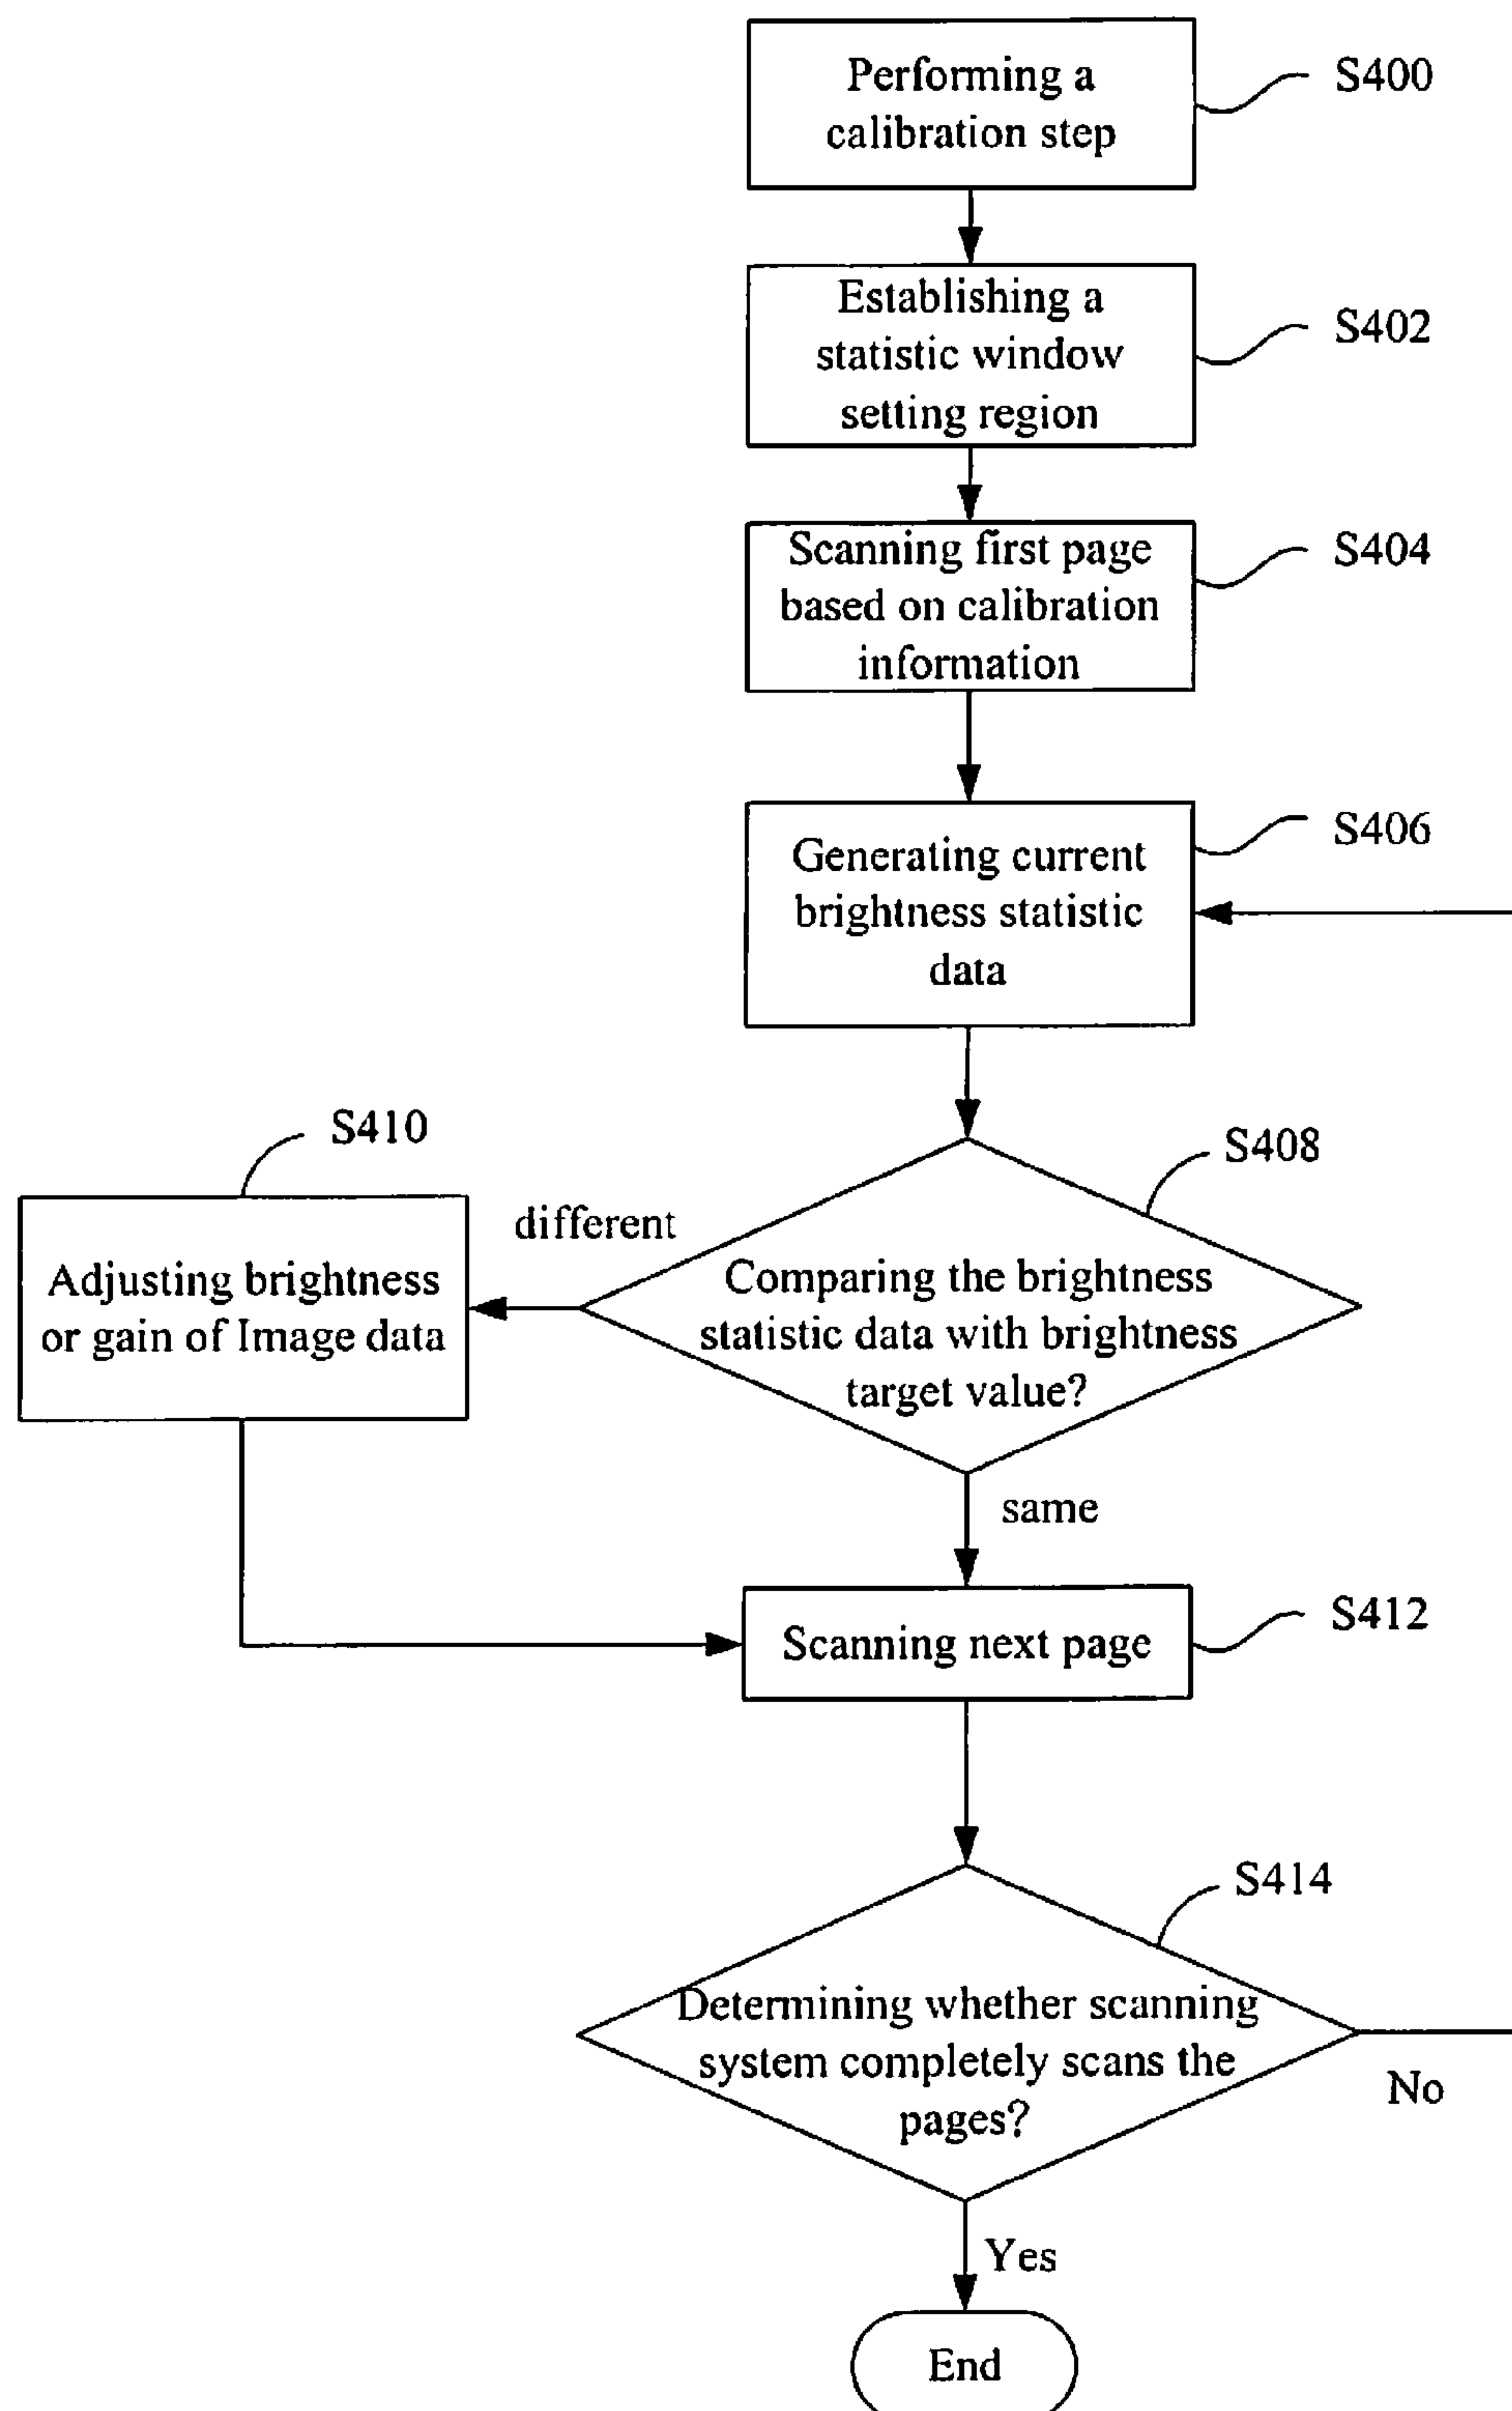 Performing a
calibration step
S400
Establishing a
statistic window
setting region
S402
Scanning first page
based on calibration
information
S404
Generating current
brightness statistic
data
S406
S410
Adjusting brightness
or gain of Image data
different
S408
Comparing the brightness
statistic data with brightness
target value?
same
Scanning next page
S412
S414
Determining whether scanning
system completely scans the
pages?
No
Yes
End